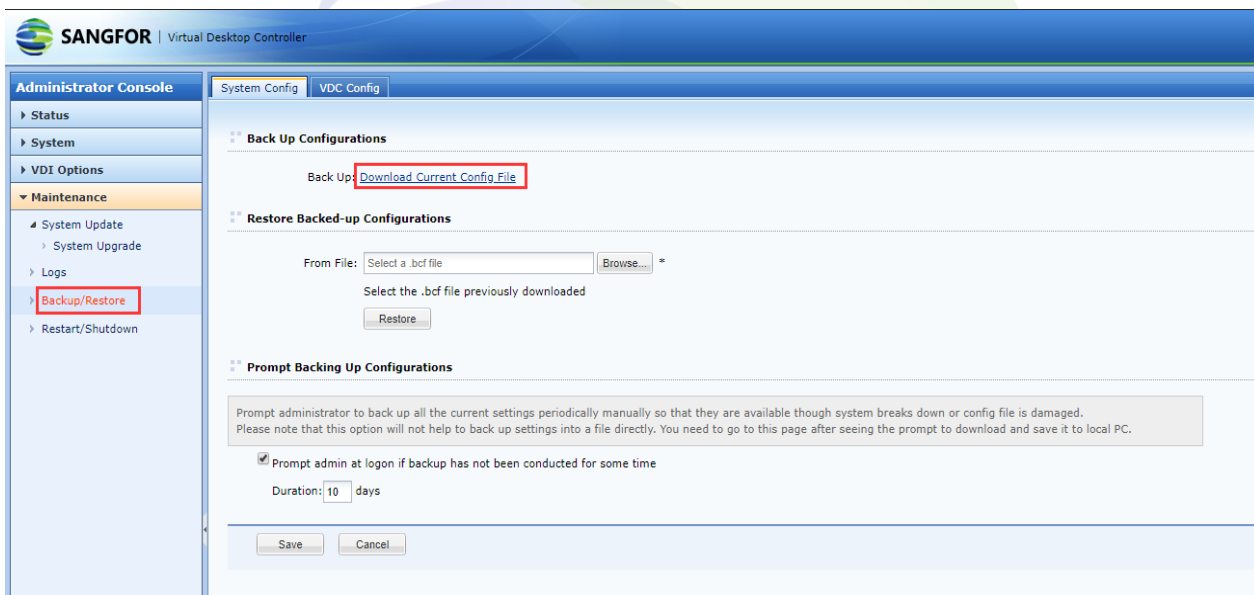 SANGFOR | Virtual Desktop Controller
Administrator Console
Status
System
VDI Options
Maintenance
System Update
System Upgrade
Logs
Backup/Restore
Restart/Shutdown
System Config VDC Config
Back Up Configurations
Back Up: Download Current Config File
Restore Backed-up Configurations
From File: Select a .bcf file Browse... *
Select the .bcf file previously downloaded
Restore
Prompt Backing Up Configurations
Prompt administrator to back up all the current settings periodically manually so that they are available though system breaks down or config file is damaged.
Please note that this option will not help to back up settings into a file directly. You need to go to this page after seeing the prompt to download and save it to local PC.
Prompt admin at logon if backup has not been conducted for some time
Duration: 10 days
Save Cancel